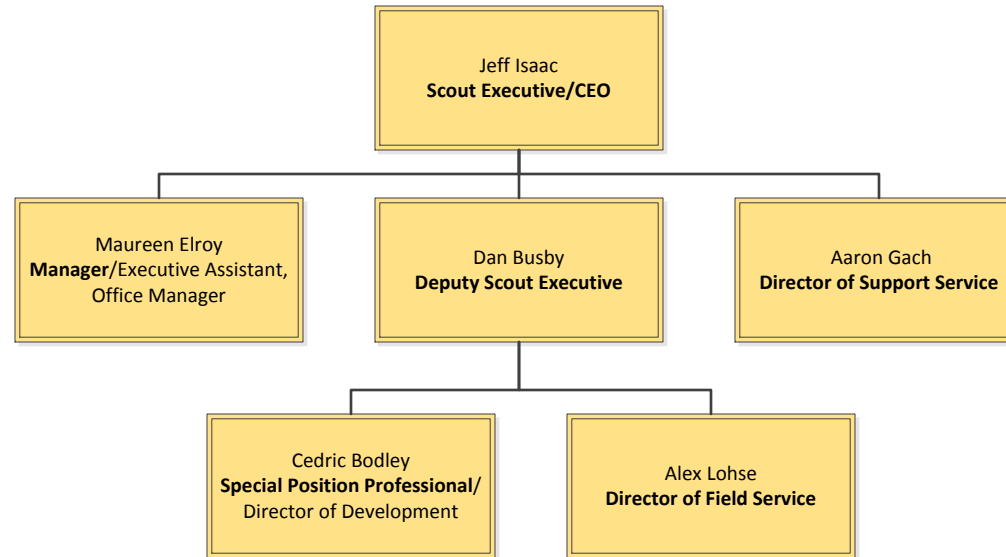 Jeff Isaac
Scout Executive/CEO
Maureen Elroy
Manager/Executive Assistant,
Office Manager
Dan Busby
Deputy Scout Executive
Aaron Gach
Director of Support Service
Cedric Bodley
Special Position Professional/
Director of Development
Alex Lohse
Director of Field Service